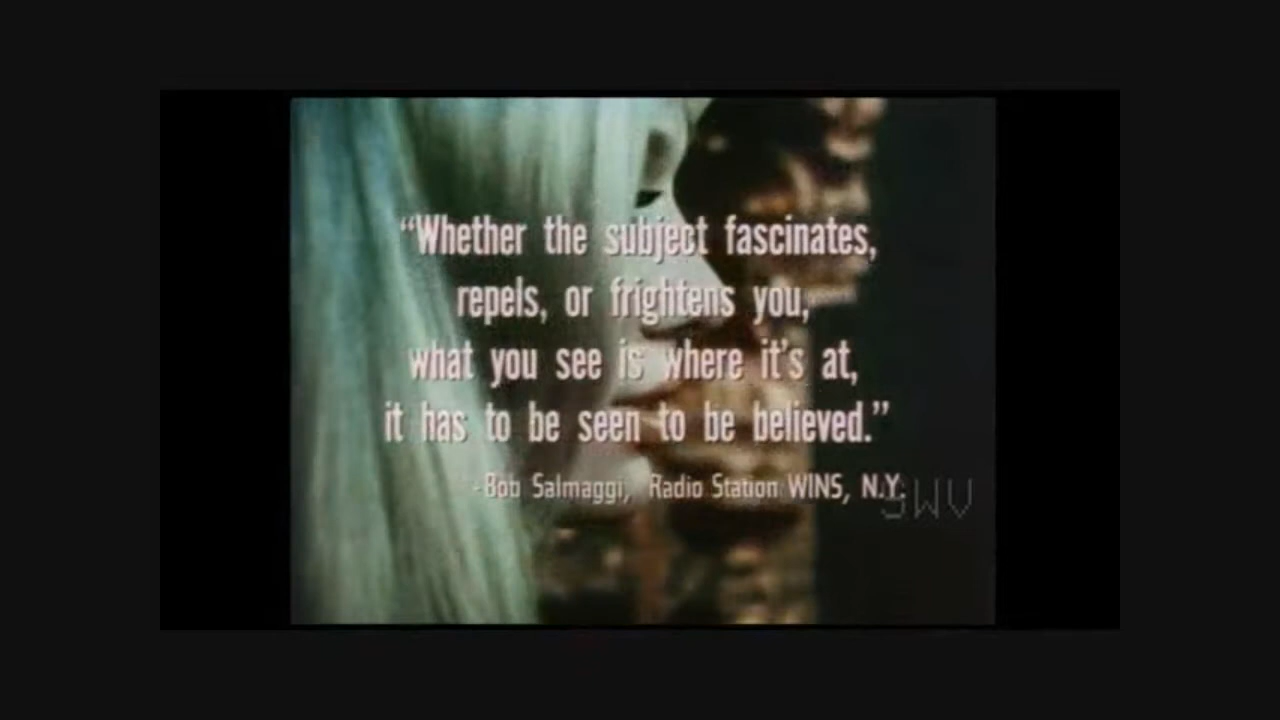 “Whether the subject fascinates,
repels, or frightens you,
what you see is where it’s at,
it has to be seen to be believed.”
-Bob Salmaggi, Radio Station WINS, N.Y.
SWV